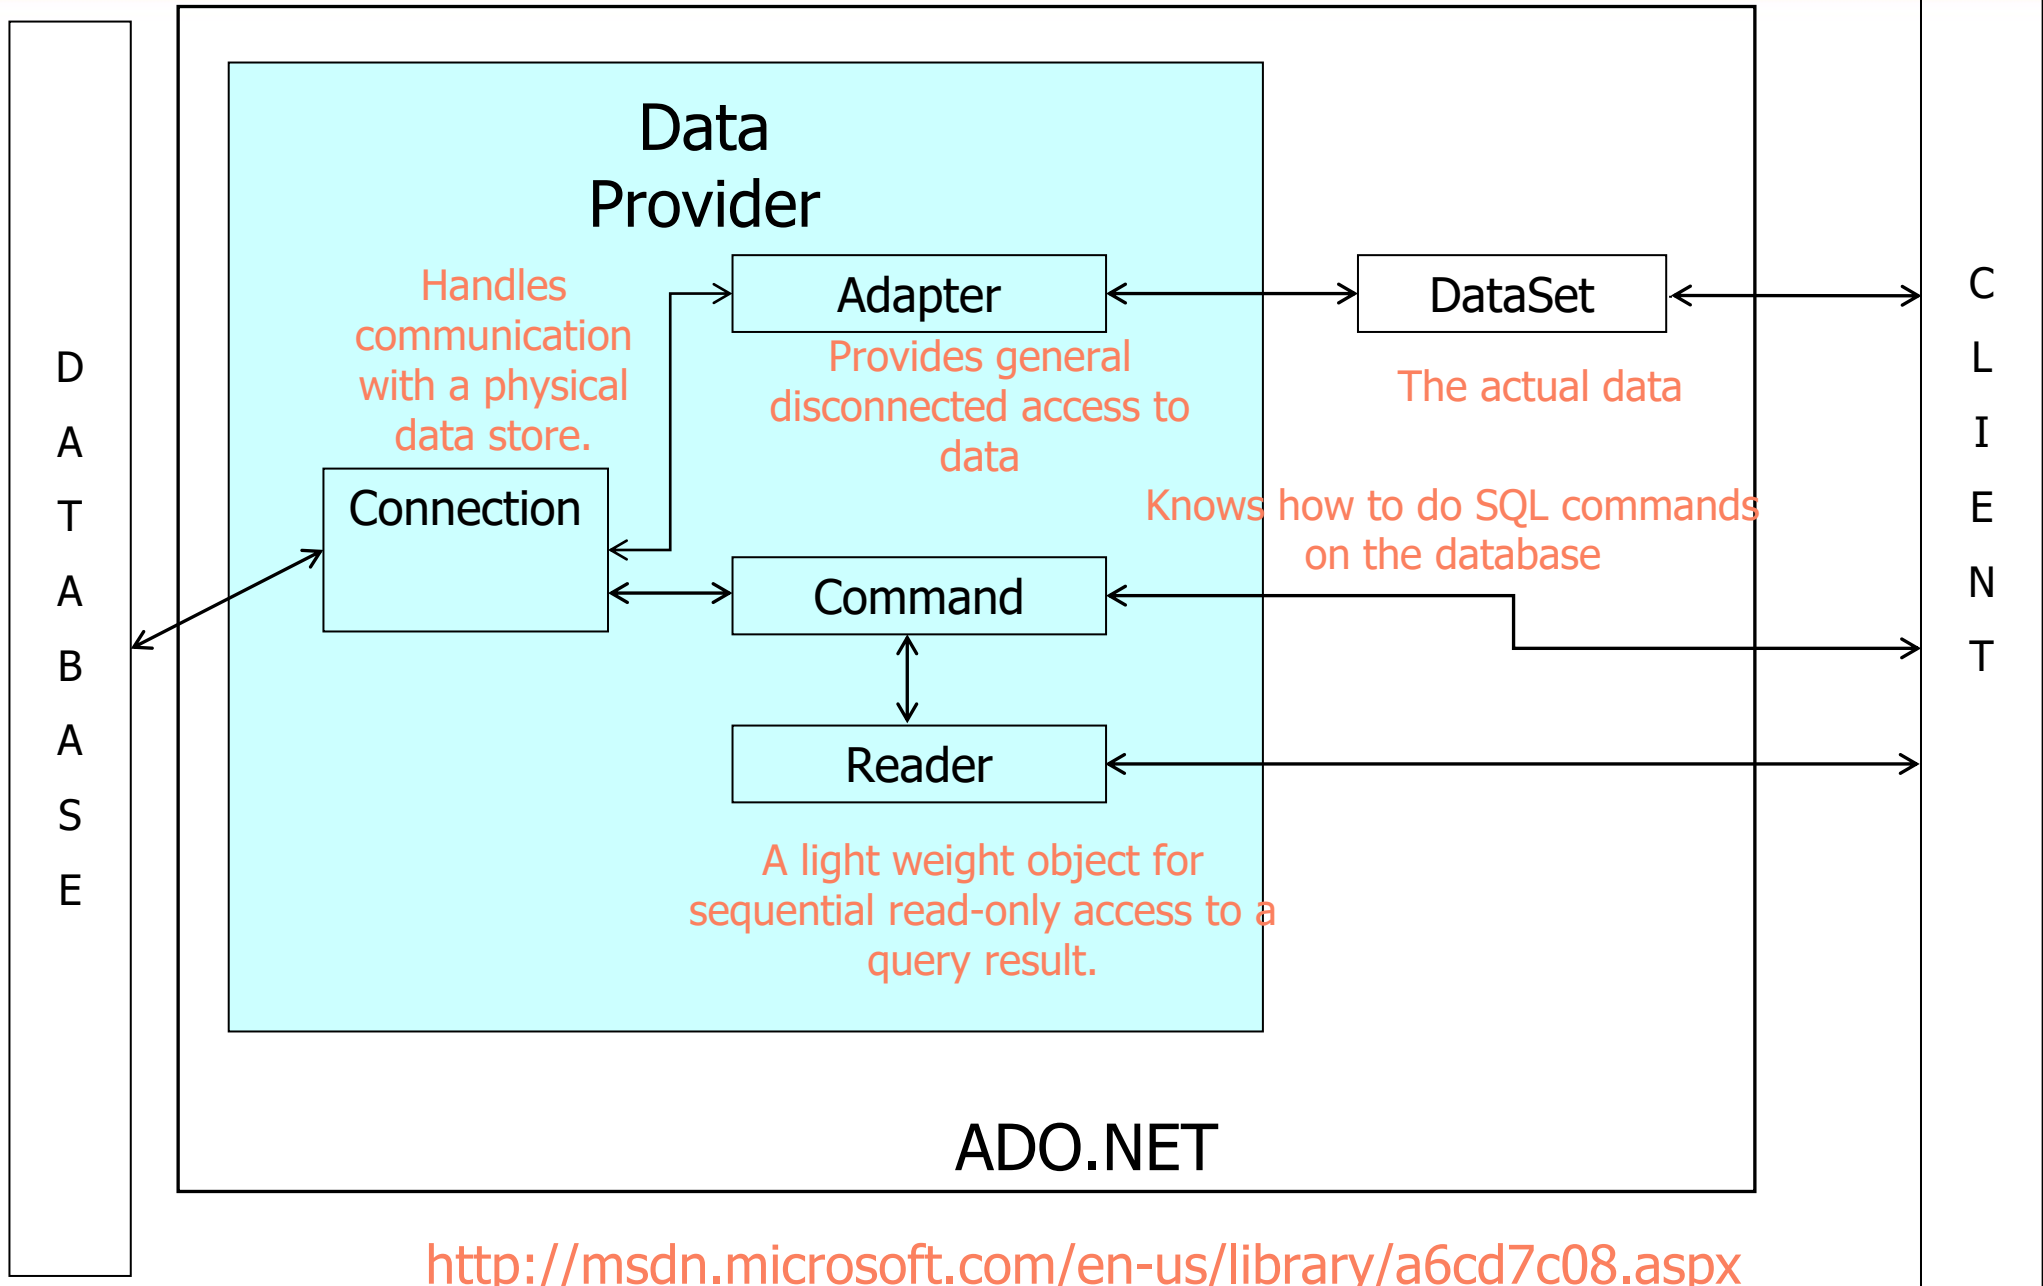 Data
Provider
Handles
communication
with a physical
data store.
Adapter
Provides general
disconnected access to
data
DataSet
The actual data
Connection
Knows how to do SQL commands
on the database
Command
Reader
A light weight object for
sequential read-only access to a
query result.
D
A
T
A
B
A
S
E
C
L
I
E
N
T
ADO.NET
http://msdn.microsoft.com/en-us/library/a6cd7c08.aspx